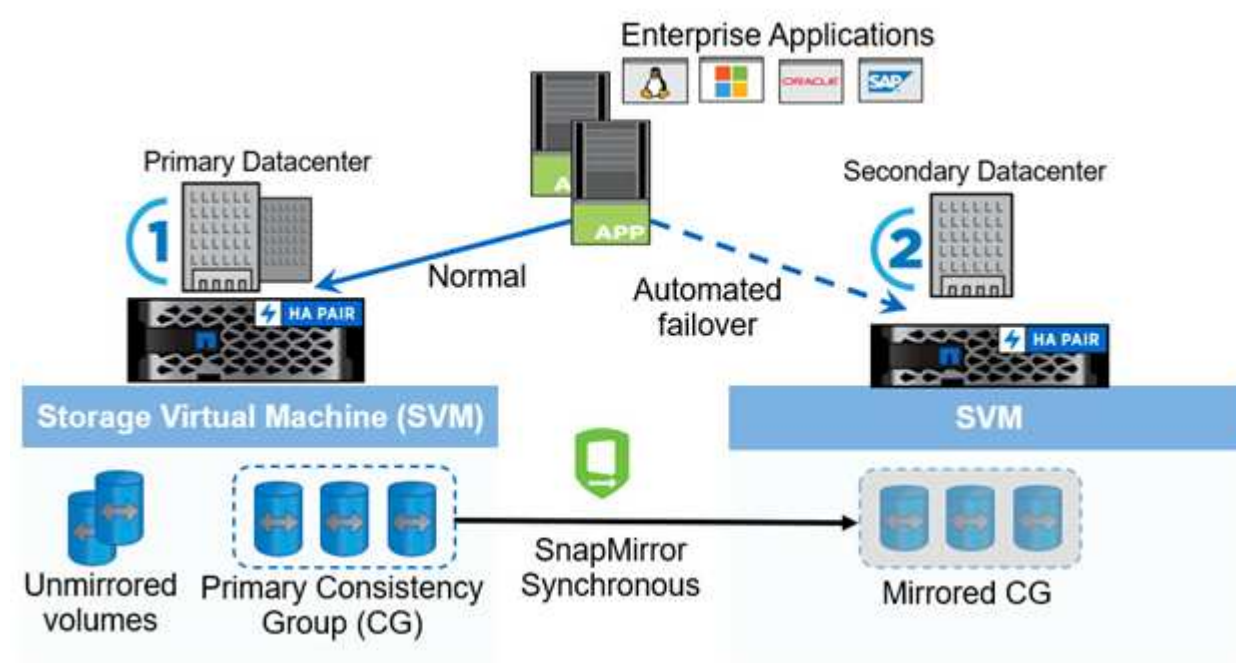 Enterprise Applications
ORACLE
SAP
Primary Datacenter
Secondary Datacenter
1
2
APP
Normal
Automated
failover
HA PAIR
HA PAIR
Storage Virtual Machine (SVM)
SVM
Unmirrored
volumes
Primary Consistency
Group (CG)
SnapMirror
Synchronous
Mirrored CG